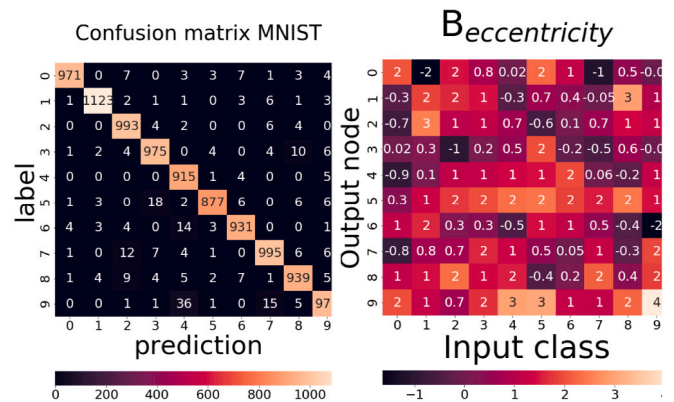 Confusion matrix MNIST
0 971 0 7 0 3 3 7 1 3 4
1 1 1123 2 1 1 0 3 6 1 3
2 0 0 993 4 2 0 0 6 4 0
3 1 2 4 975 0 4 0 4 10 6
4 0 0 0 0 915 1 4 0 0 5
5 1 3 0 18 2 877 6 0 6 6
6 4 3 4 0 14 3 931 0 1 0
7 1 0 12 7 4 1 0 995 6 6
8 1 4 9 4 5 2 7 1 939 5
9 0 0 1 1 36 1 0 15 5 97
0 1 2 3 4 5 6 7 8 9
label
prediction
0 200 400 600 800 1000
B eccentricity
0 2 -2 2 0.8 0.02 2 1 -1 0.5 -0.0
1 -0.3 2 2 1 -0.3 0.7 0.4 -0.05 3 1
2 -0.7 3 1 1 0.7 -0.6 0.1 0.7 1 1
3 0.02 0.3 -1 0.2 0.5 2 -0.2 -0.5 0.6 -0.0
4 -0.9 0.1 1 1 1 1 2 0.06 -0.2 1
5 0.3 1 2 2 2 2 2 2 2 1
6 1 2 0.3 0.3 -0.5 1 1 0.5 -0.4 -2
7 -0.8 0.8 0.7 2 1 0.5 0.05 1 -0.3 2
8 1 1 2 1 2 -0.4 0.2 2 0.4 2
9 2 1 0.7 2 3 3 1 1 2 4
0 1 2 3 4 5 6 7 8 9
Output node
Input class
−1 0 1 2 3